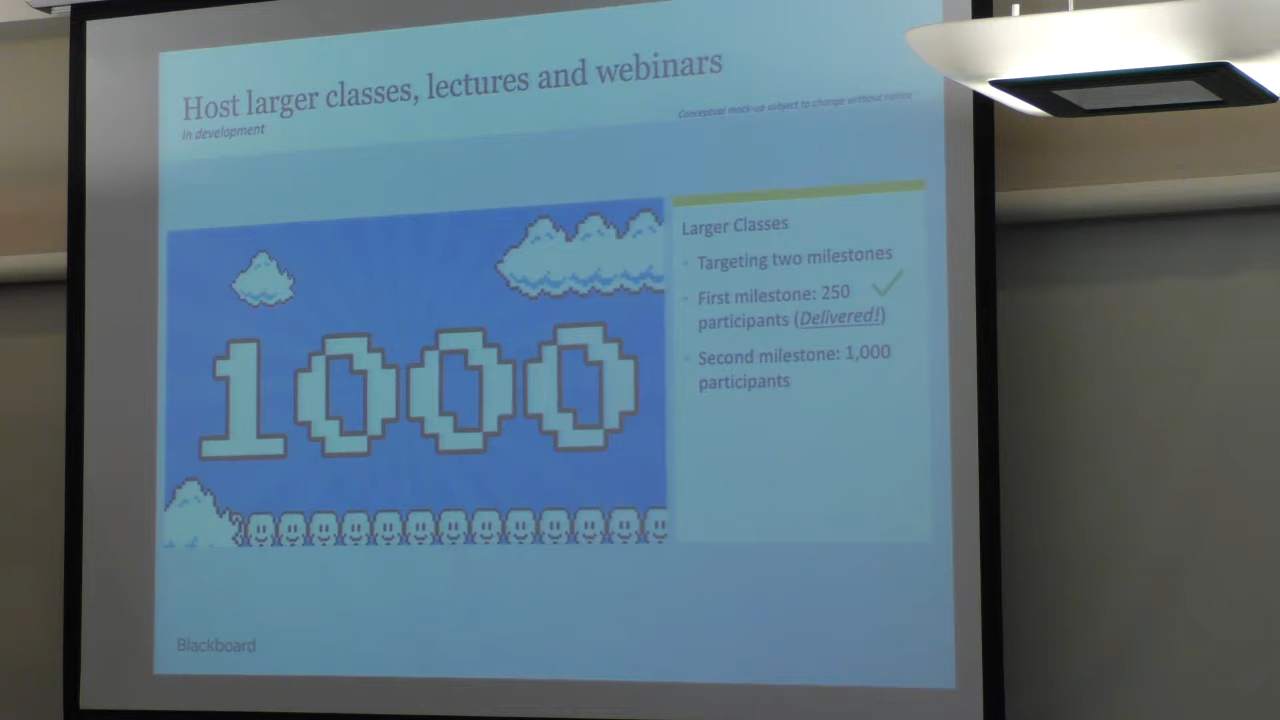 Host larger classes, lectures and webinars
In development
Conceptual mock-up subject to change without notice
1000
Larger Classes
Targeting two milestones
First milestone: 250
participants (Delivered!)
Second milestone: 1,000
participants
Blackboard